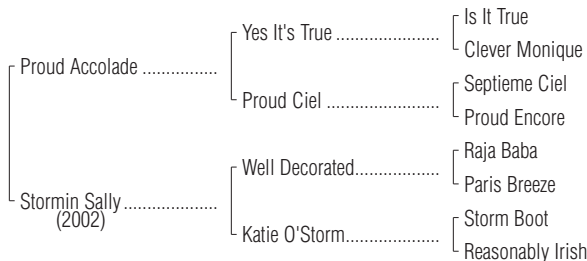 Is It True
Yes It's True ....................
Clever Monique
Proud Accolade ...............
Septieme Ciel
Proud Ciel ......................
Proud Encore
Raja Baba
Well Decorated.................
Paris Breeze
Stormin Sally ..................
(2002)
Storm Boot
Katie O'Storm...................
Reasonably Irish